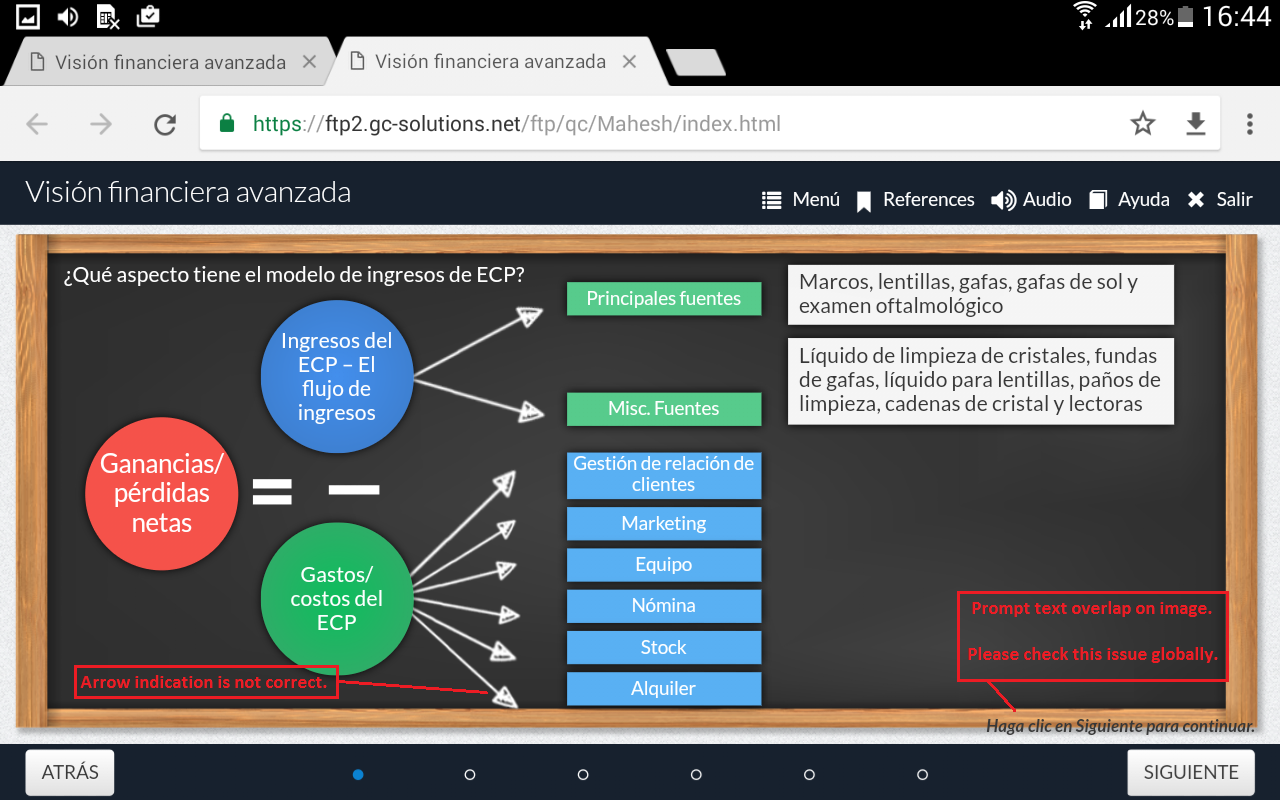 28% 16:44
Visión financiera avanzada
Visión financiera avanzada
https://ftp2.gc-solutions.net/ftp/qc/Mahesh/index.html
Visión financiera avanzada
Menú
References
Audio
Ayuda
Salir
¿Qué aspecto tiene el modelo de ingresos de ECP?
Ingresos del
ECP – El
flujo de
ingresos
Principales fuentes
Marcos, lentillas, gafas, gafas de sol y
examen oftalmológico
Misc. Fuentes
Líquido de limpieza de cristales, fundas
de gafas, líquido para lentillas, paños de
limpieza, cadenas de cristal y lectoras
Ganancias/
pérdidas
netas
= —
Gastos/
costos del
ECP
Gestión de relación de
clientes
Marketing
Equipo
Nómina
Stock
Alquiler
Arrow indication is not correct.
Prompt text overlap on image.
Please check this issue globally.
Haga clic en Siguiente para continuar.
ATRÁS
SIGUIENTE